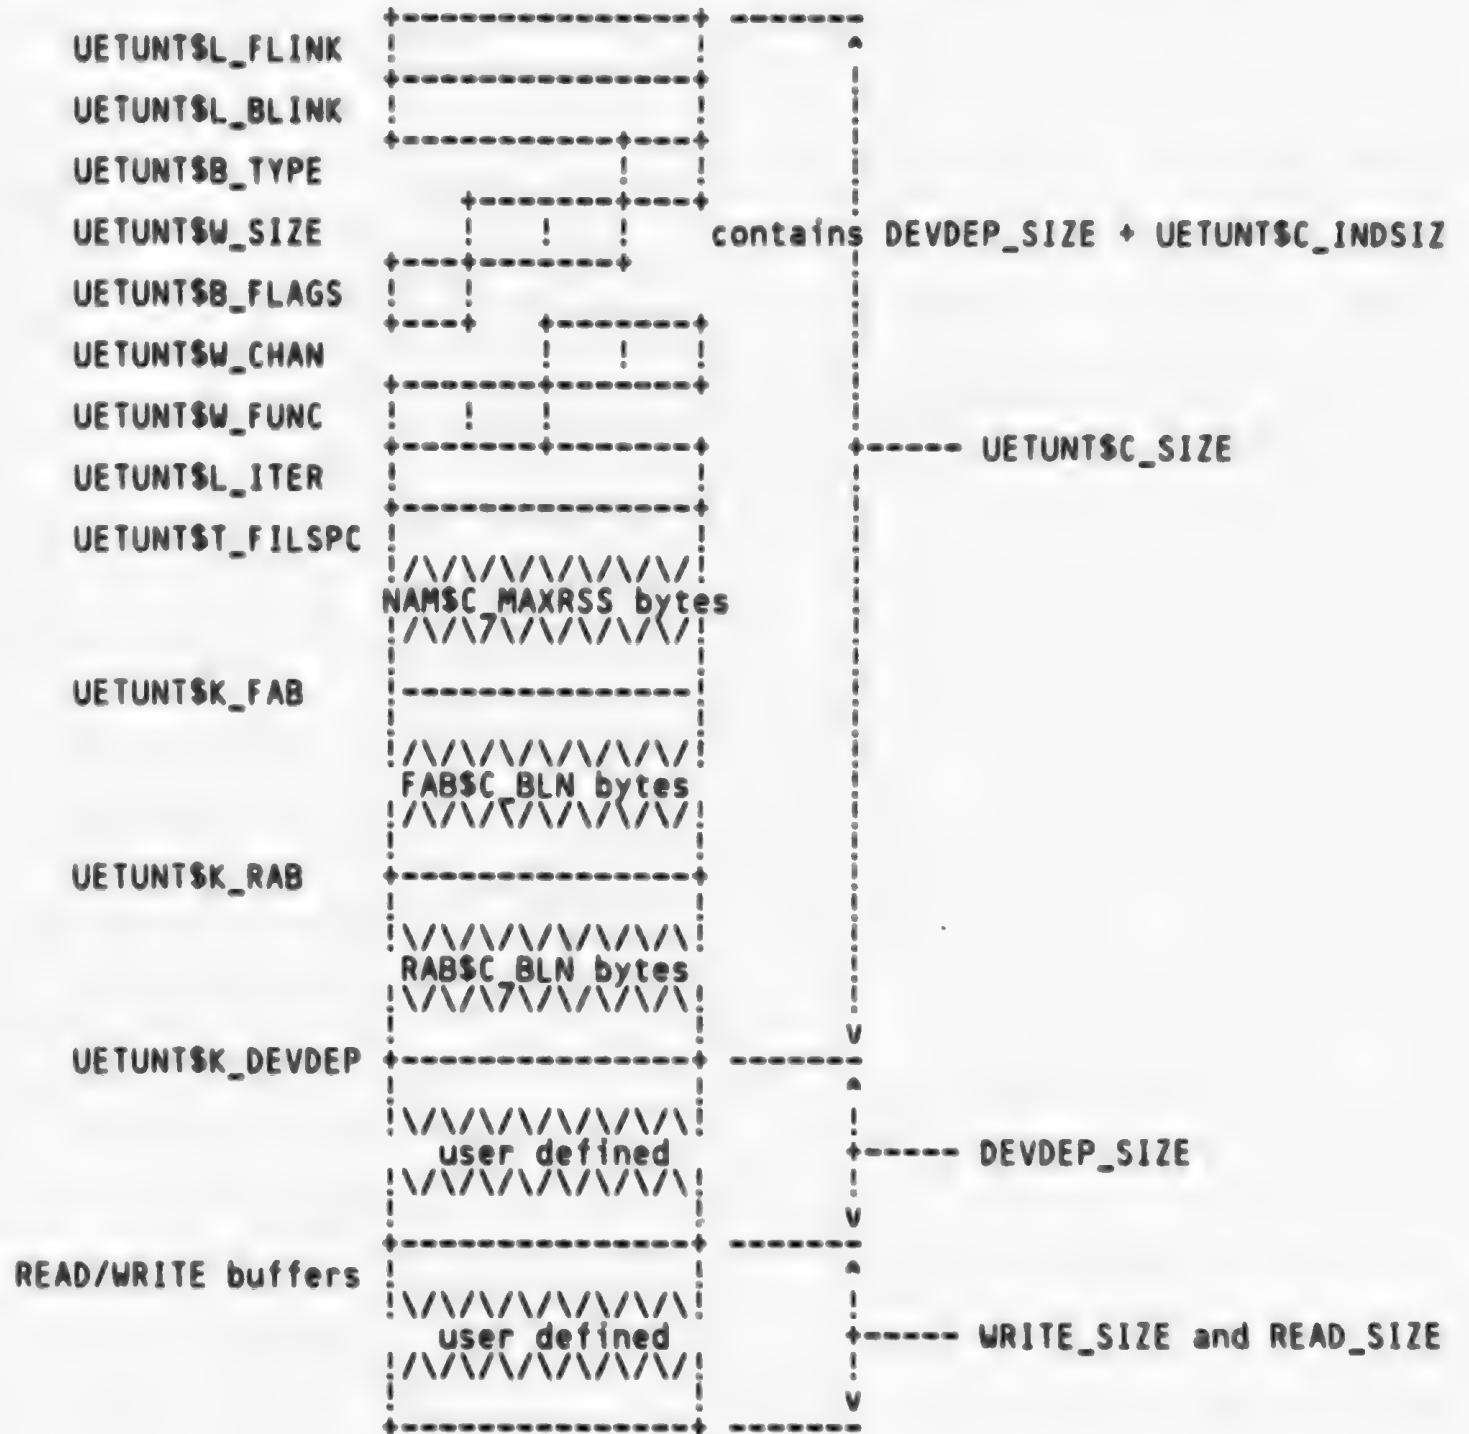 UETUNT$L_FLINK
UETUNT$L_BLINK
UETUNT$B_TYPE
UETUNT$W_SIZE contains DEVDEP_SIZE + UETUNT$C_INDSIZ
UETUNT$B_FLAGS
UETUNT$W_CHAN
UETUNT$W_FUNC
UETUNT$C_SIZE
UETUNT$L_ITER
UETUNT$T_FILSPC
NAM$C_MAXRSS bytes
UETUNT$K_FAB
FAB$C_BLN bytes
UETUNT$K_RAB
RAB$C_BLN bytes
UETUNT$K_DEVDEP
user defined DEVDEP_SIZE
READ/WRITE buffers
user defined WRITE_SIZE and READ_SIZE